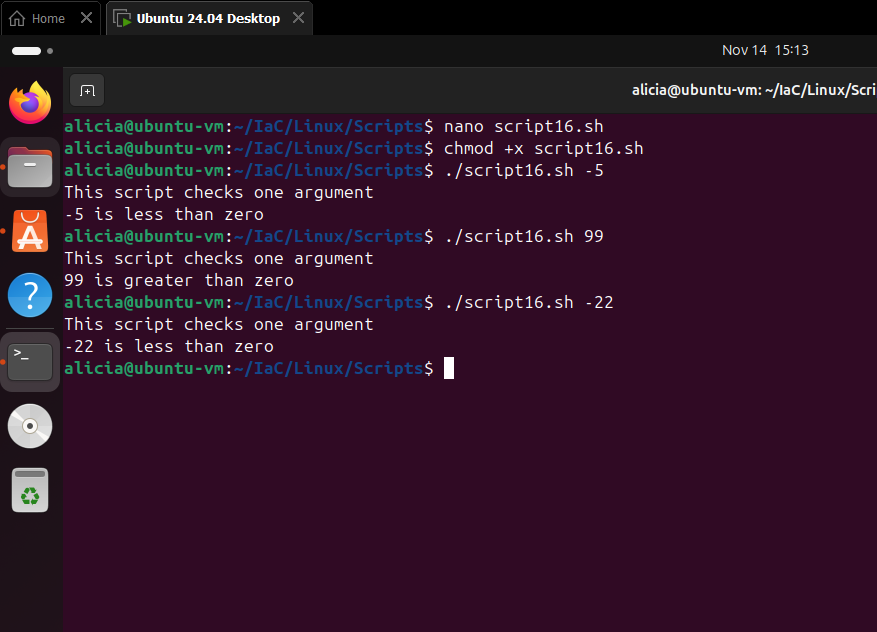 Home
Ubuntu 24.04 Desktop
Nov 14 15:13
alicia@ubuntu-vm: ~/IaC/Linux/Scri
alicia@ubuntu-vm:~/IaC/Linux/Scripts$ nano script16.sh
alicia@ubuntu-vm:~/IaC/Linux/Scripts$ chmod +x script16.sh
alicia@ubuntu-vm:~/IaC/Linux/Scripts$ ./script16.sh -5
This script checks one argument
-5 is less than zero
alicia@ubuntu-vm:~/IaC/Linux/Scripts$ ./script16.sh 99
This script checks one argument
99 is greater than zero
alicia@ubuntu-vm:~/IaC/Linux/Scripts$ ./script16.sh -22
This script checks one argument
-22 is less than zero
alicia@ubuntu-vm:~/IaC/Linux/Scripts$